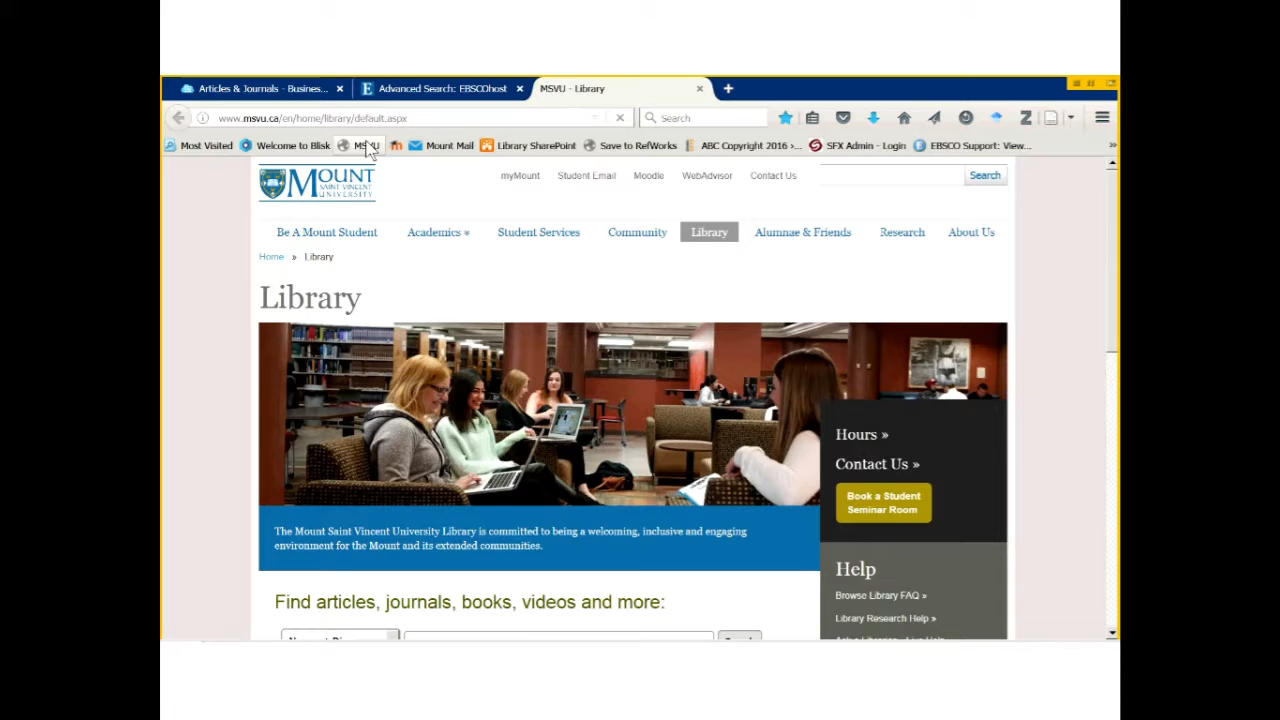 Articles & Journals - Busines...
Advanced Search: EBSCOhost
MSVU - Library
www.msvu.ca/en/home/library/default.aspx
Search
Most Visited
Welcome to Blisk
MSVU
Mount Mail
Library SharePoint
Save to RefWorks
ABC Copyright 2016 >...
SFX Admin - Login
EBSCO Support: View...
MOUNT
SAINT VINCENT
UNIVERSITY
myMount
Student Email
Moodle
WebAdvisor
Contact Us
Search
Be A Mount Student
Academics
Student Services
Community
Library
Alumnae & Friends
Research
About Us
Home » Library
Library
Hours »
Contact Us »
Book a Student
Seminar Room
The Mount Saint Vincent University Library is committed to being a welcoming, inclusive and engaging
environment for the Mount and its extended communities.
Help
Browse Library FAQ »
Library Research Help »
Find articles, journals, books, videos and more: